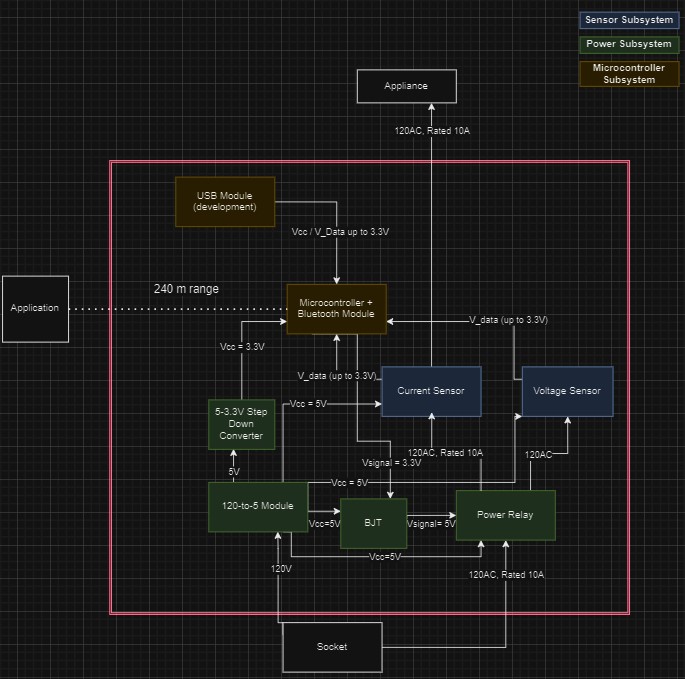 Sensor Subsystem
Power Subsystem
Microcontroller
Subsystem
Appliance
120AC, Rated 10A
USB Module
(development)
Vcc / V_Data up to 3.3V
240 m range
Application
Microcontroller +
Bluetooth Module
V_data (up to 3.3V)
Vcc = 3.3V
V_data (up to 3.3V)
Current Sensor
Voltage Sensor
Vcc = 5V
5-3.3V Step
Down
Converter
120AC, Rated 10A
120AC
Vsignal = 3.3V
5V
Vcc = 5V
120-to-5 Module
BJT
Power Relay
Vcc=5V
Vsignal= 5V
Vcc=5V
120V
120AC, Rated 10A
Socket